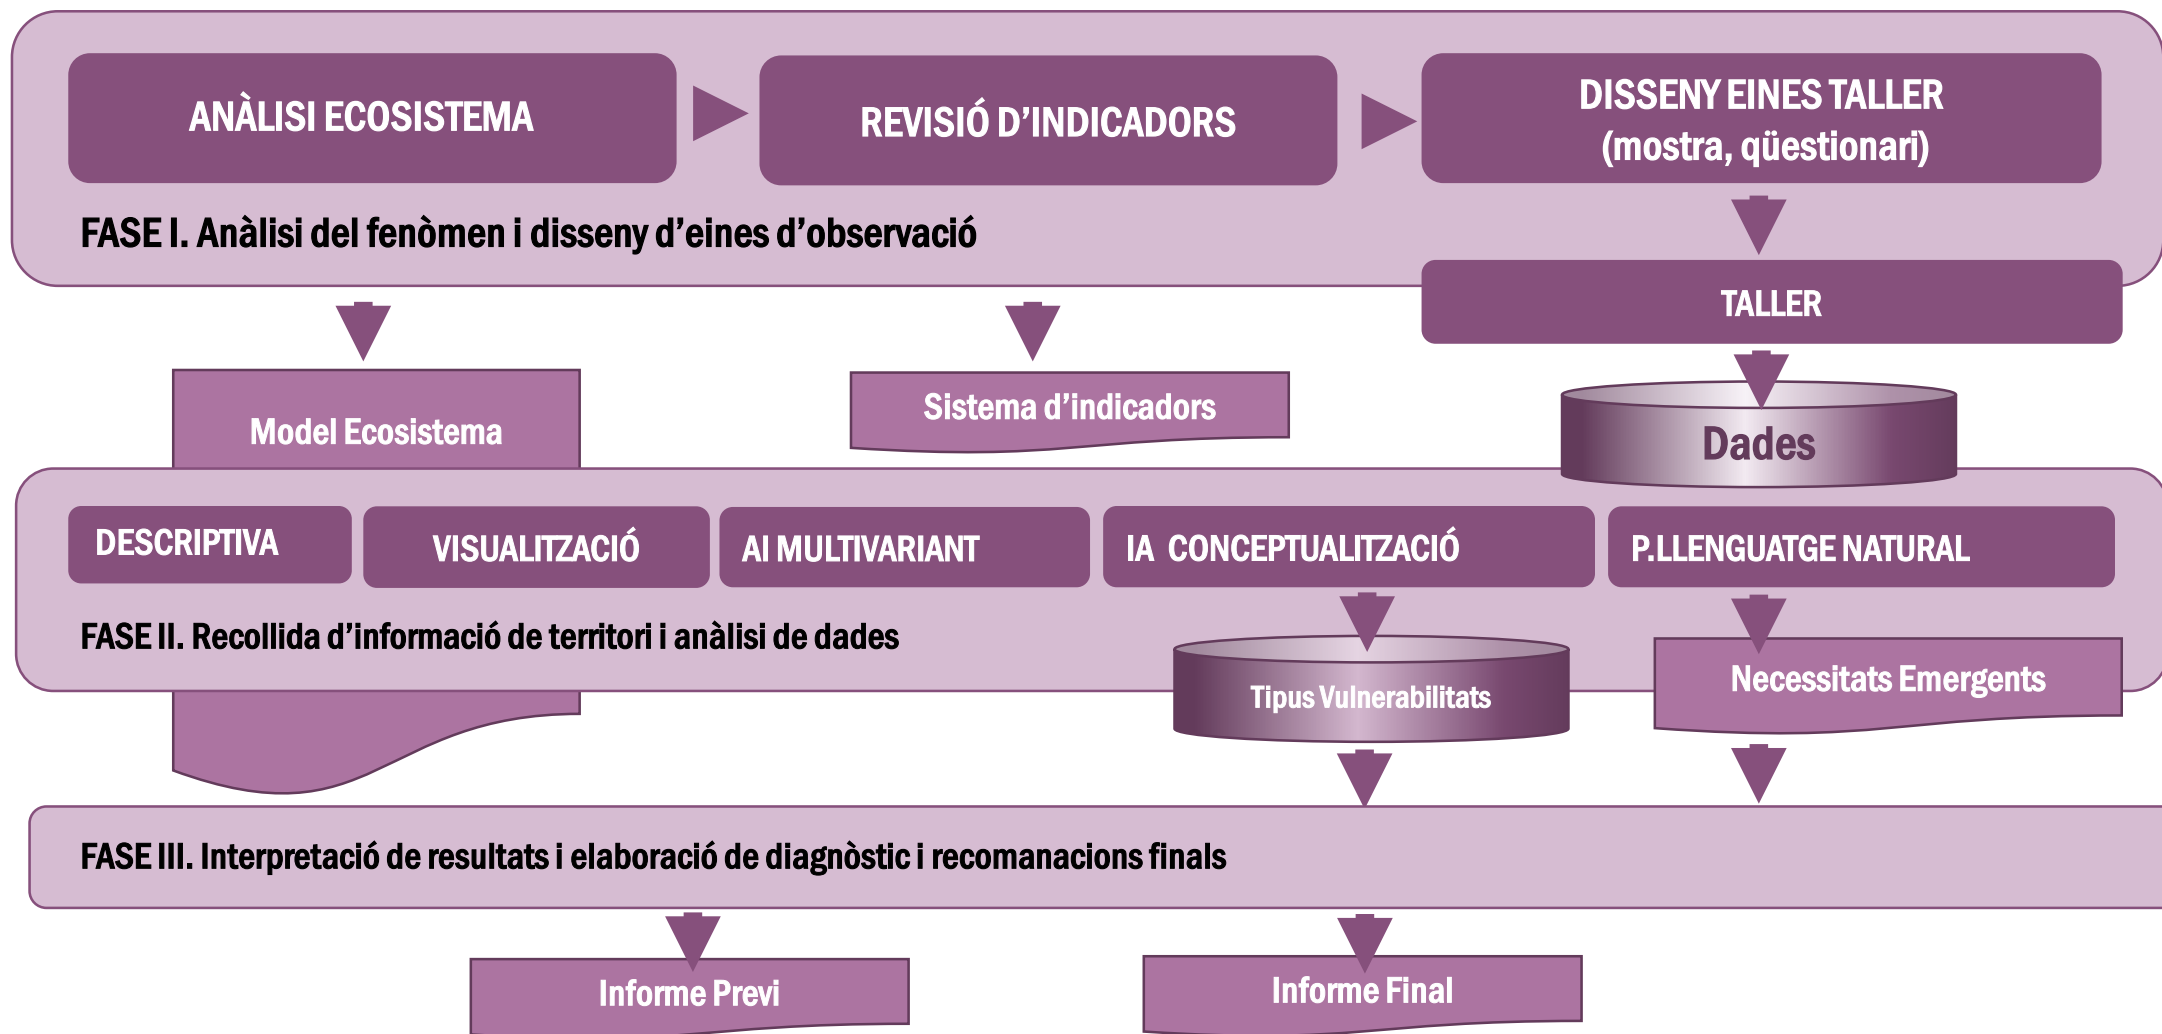 ANÀLISI ECOSISTEMA
REVISIÓ D’INDICADORS
DISSENY EINES TALLER
(mostra, qüestionari)
FASE I. Anàlisi del fenòmen i disseny d’eines d’observació
TALLER
Model Ecosistema
Sistema d’indicadors
Dades
DESCRIPTIVA
VISUALITZACIÓ
AI MULTIVARIANT
IA CONCEPTUALITZACIÓ
P.LLENGUATGE NATURAL
FASE II. Recollida d’informació de territori i anàlisi de dades
Tipus Vulnerabilitats
Necessitats Emergents
FASE III. Interpretació de resultats i elaboració de diagnòstic i recomanacions finals
Informe Previ
Informe Final